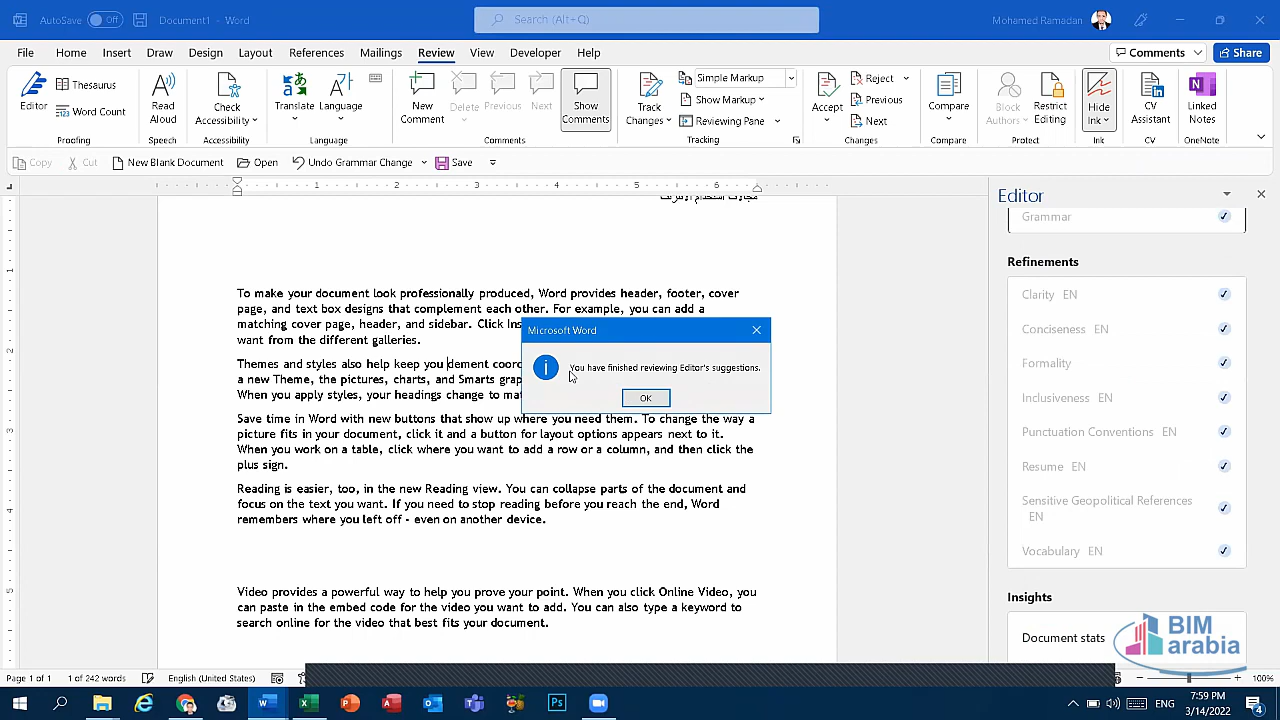 AutoSave Off Document1 - Word Search (Alt+Q) Mohamed Ramadan
File Home Insert Draw Design Layout References Mailings Review View Developer Help Comments Share
Editor Thesaurus Word Count Proofing
Read Aloud Speech
Check Accessibility Accessibility
Translate Language Language
New Comment Delete Previous Next Show Comments Comments
Track Changes Simple Markup Show Markup Reviewing Pane Tracking
Accept Reject Previous Next Changes
Compare Compare
Block Authors Restrict Editing Protect
Hide Ink Ink
CV Assistant Resume
Linked Notes OneNote
Copy Cut New Blank Document Open Undo Grammar Change Save
1 2 3 4 5 6
مجالات استخدام الانترنت
To make your document look professionally produced, Word provides header, footer, cover
page, and text box designs that complement each other. For example, you can add a
matching cover page, header, and sidebar. Click Ins
want from the different galleries.
Themes and styles also help keep you dement coord
a new Theme, the pictures, charts, and Smarts grap
When you apply styles, your headings change to mat
Save time in Word with new buttons that show up where you need them. To change the way a
picture fits in your document, click it and a button for layout options appears next to it.
When you work on a table, click where you want to add a row or a column, and then click the
plus sign.
Reading is easier, too, in the new Reading view. You can collapse parts of the document and
focus on the text you want. If you need to stop reading before you reach the end, Word
remembers where you left off - even on another device.
Video provides a powerful way to help you prove your point. When you click Online Video, you
can paste in the embed code for the video you want to add. You can also type a keyword to
search online for the video that best fits your document.
Microsoft Word
You have finished reviewing Editor's suggestions.
OK
Editor
Grammar
Refinements
Clarity EN
Conciseness EN
Formality
Inclusiveness EN
Punctuation Conventions EN
Resume EN
Sensitive Geopolitical References
EN
Vocabulary EN
Insights
Document stats
BIM
arabia
Page 1 of 1 1 of 242 words English (United States) 100%
ENG 7:59 PM
3/14/2022